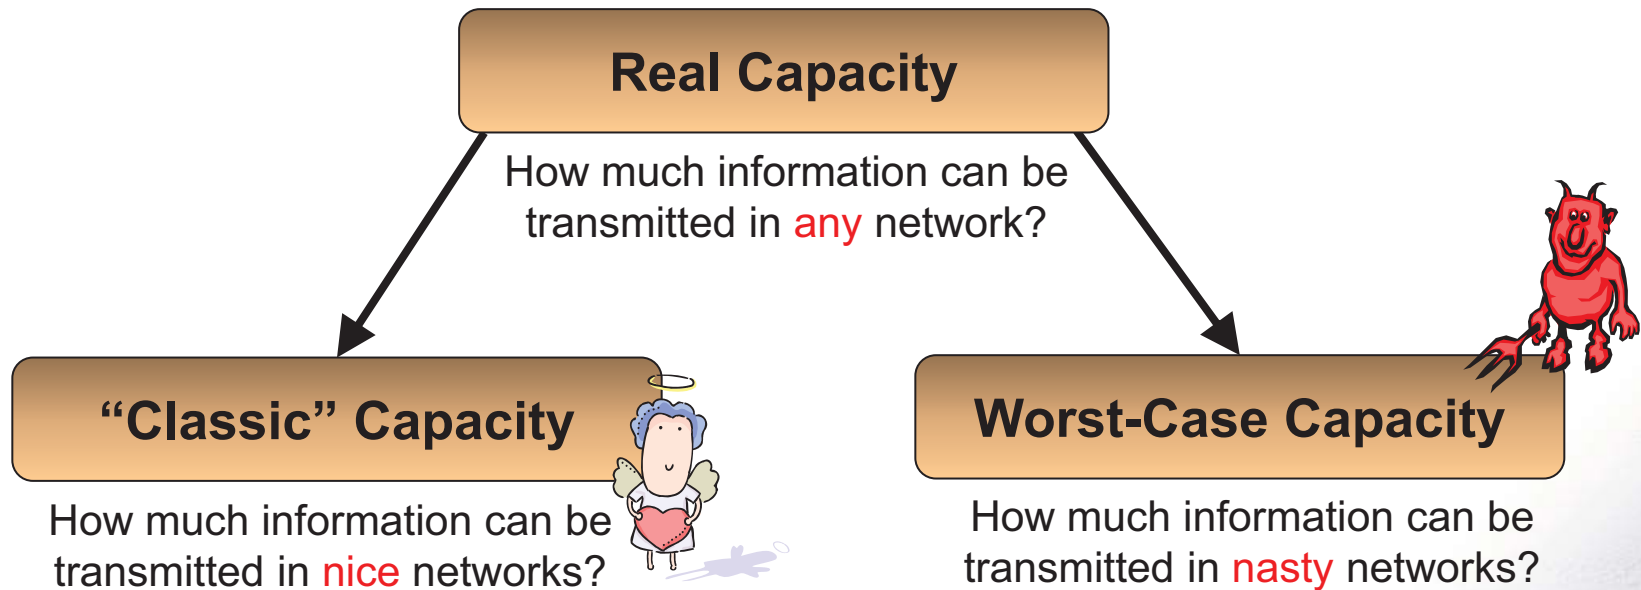 Real Capacity
How much information can be
transmitted in any network?
“Classic” Capacity
How much information can be
transmitted in nice networks?
Worst-Case Capacity
How much information can be
transmitted in nasty networks?